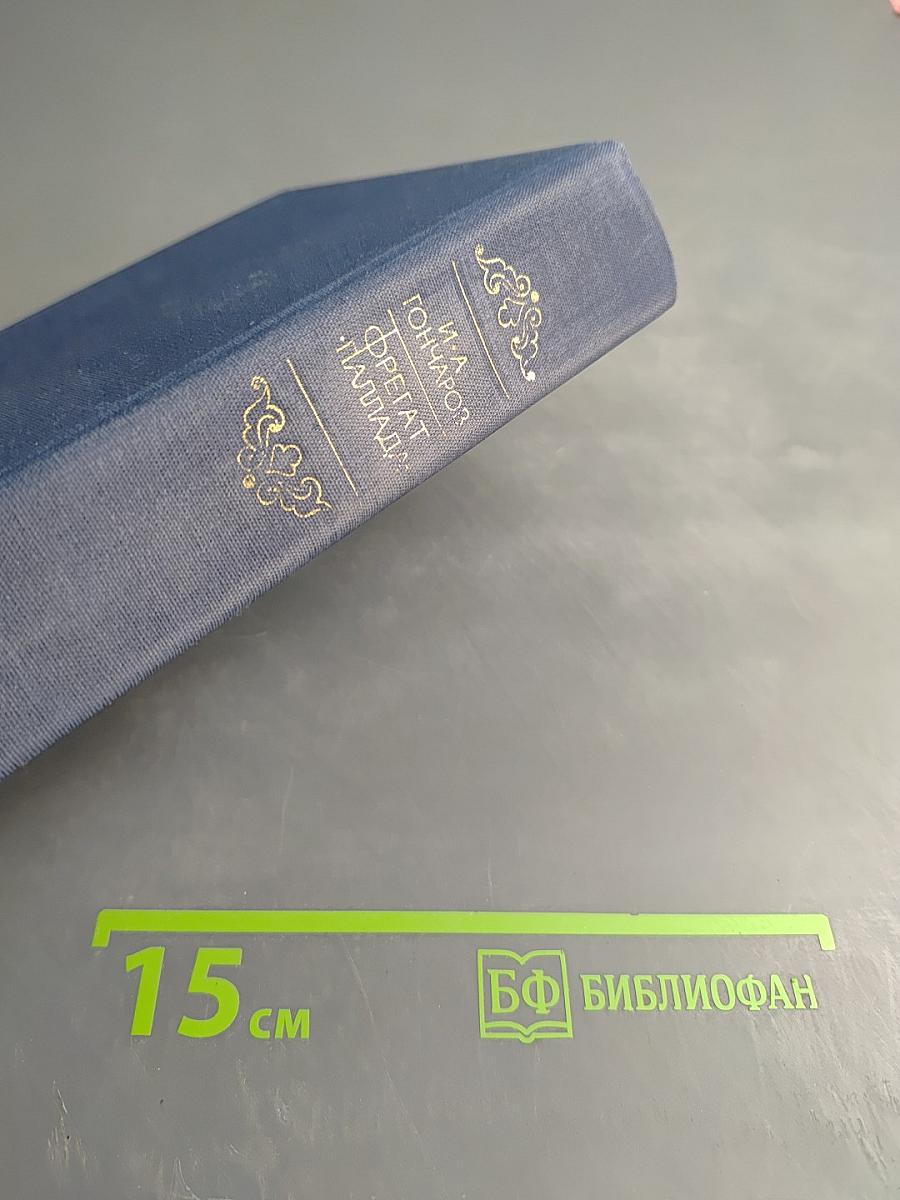 И.А.
ГОНЧАРОВ
ФРЕГАТ
«ПАЛЛАДА»
15 см
БФ БИБЛИОФАН